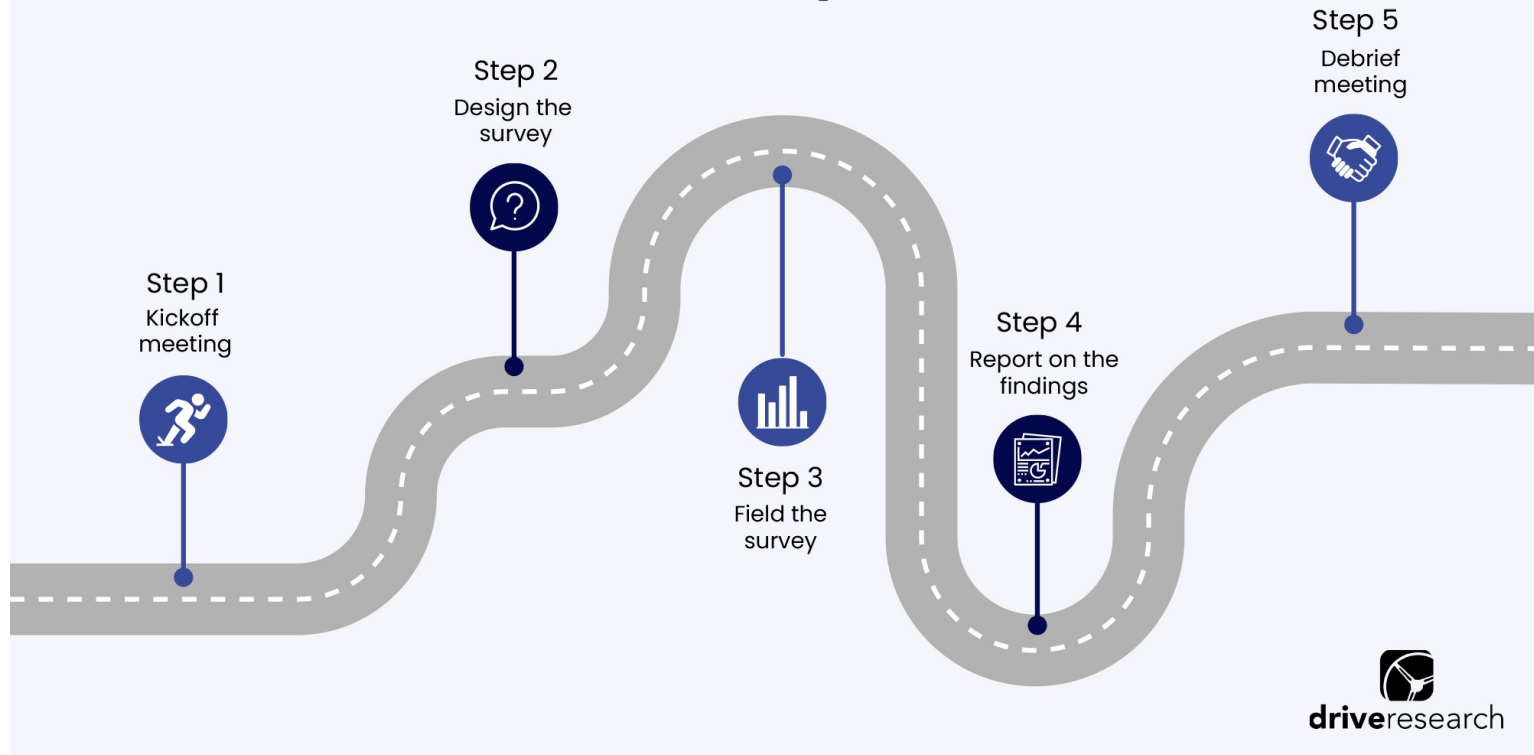 Step 1
Kickoff
meeting
Step 2
Design the
survey
?
Step 3
Field the
survey
Step 4
Report on the
findings
Step 5
Debrief
meeting
driveresearch